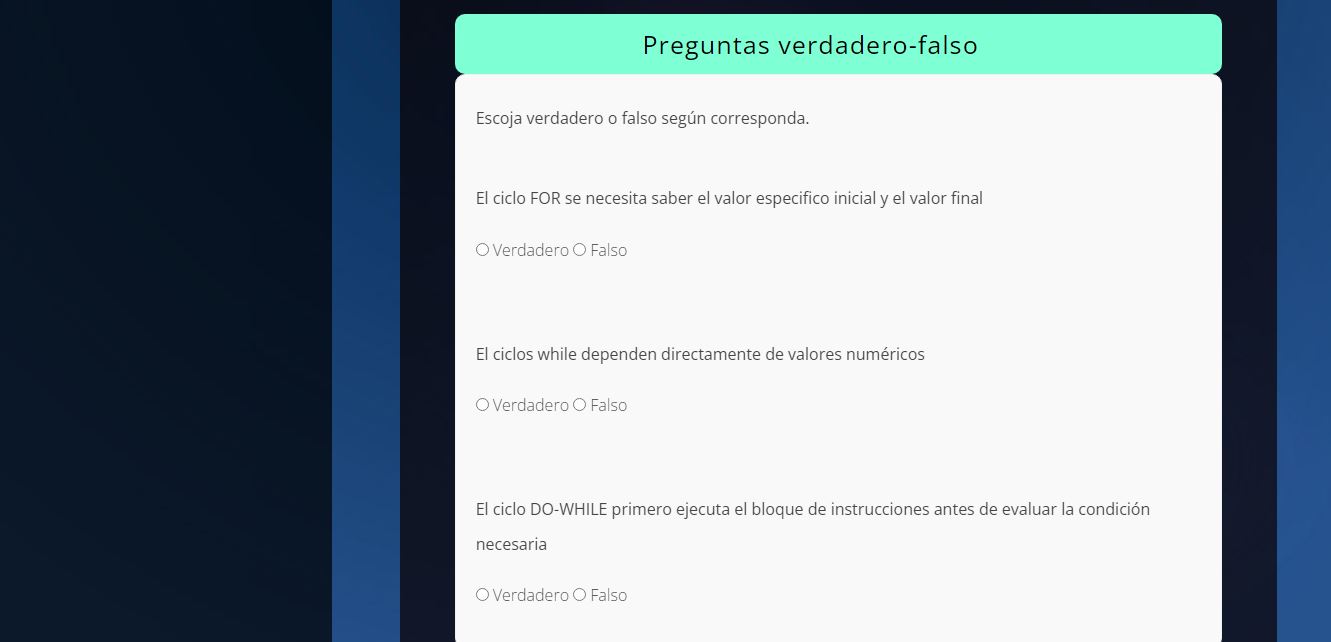 Preguntas verdadero-falso
Escoja verdadero o falso según corresponda.
El ciclo FOR se necesita saber el valor especifico inicial y el valor final
Verdadero Falso
El ciclos while dependen directamente de valores numéricos
Verdadero Falso
El ciclo DO-WHILE primero ejecuta el bloque de instrucciones antes de evaluar la condición
necesaria
Verdadero Falso